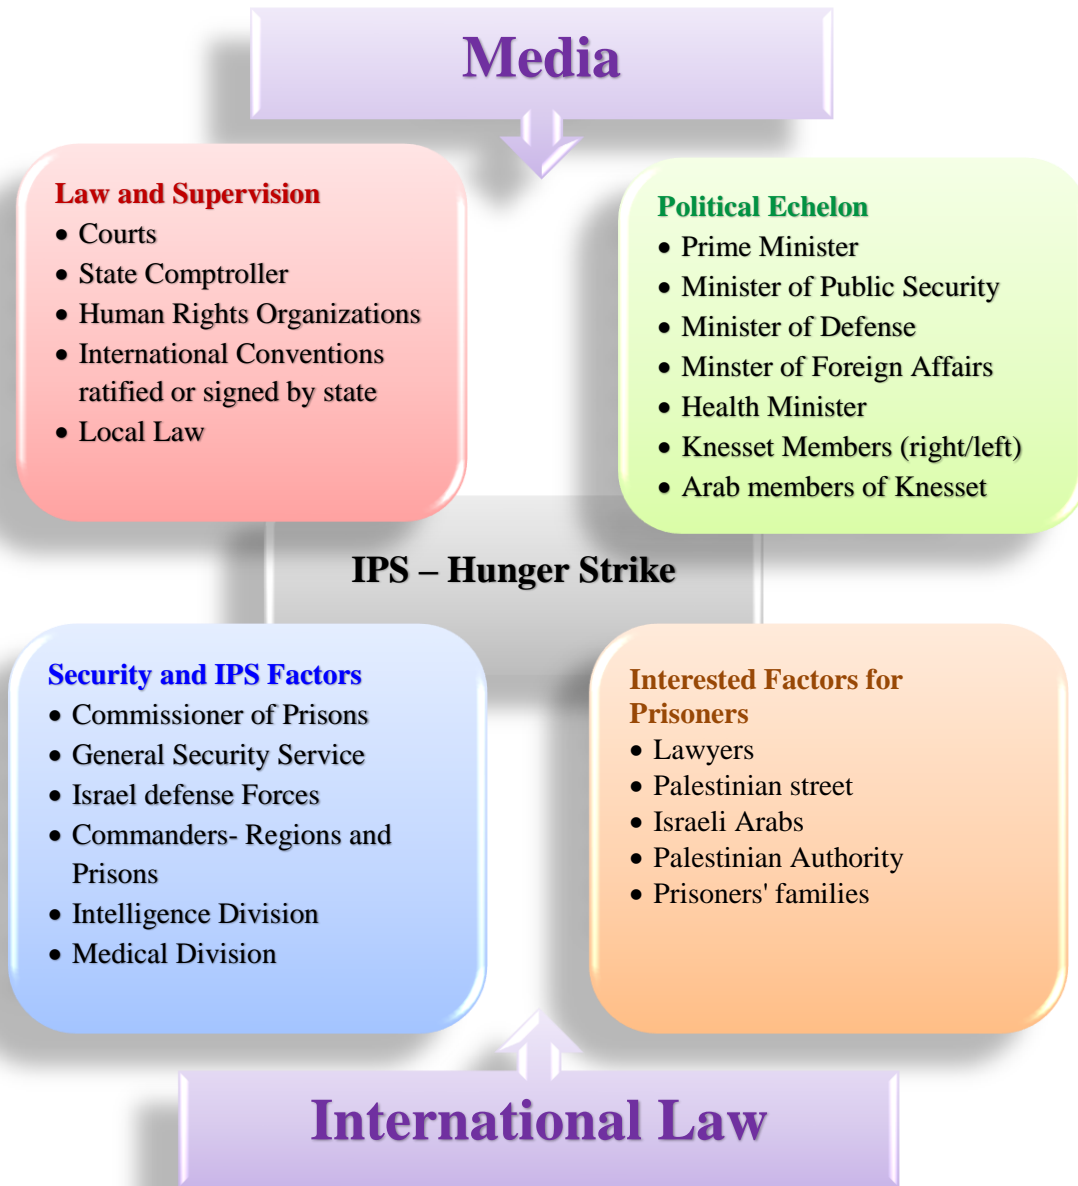 Media
Law and Supervision
• Courts
• State Comptroller
• Human Rights Organizations
• International Conventions
ratified or signed by state
• Local Law
Political Echelon
• Prime Minister
• Minister of Public Security
• Minister of Defense
• Minster of Foreign Affairs
• Health Minister
• Knesset Members (right/left)
• Arab members of Knesset
IPS – Hunger Strike
Security and IPS Factors
• Commissioner of Prisons
• General Security Service
• Israel defense Forces
• Commanders- Regions and
Prisons
• Intelligence Division
• Medical Division
Interested Factors for
Prisoners
• Lawyers
• Palestinian street
• Israeli Arabs
• Palestinian Authority
• Prisoners' families
International Law